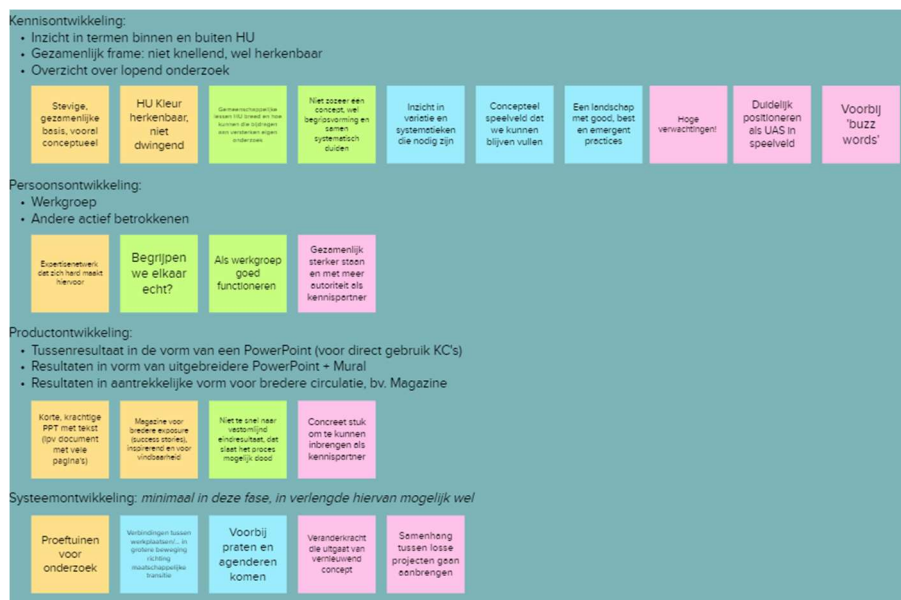 Kennisontwikkeling:
• Inzicht in termen binnen en buiten HU
• Gezamenlijk frame: niet knellend, wel herkenbaar
• Overzicht over lopend onderzoek
Stevige,
gezamenlijke
basis, vooral
conceptueel
HU Kleur
herkenbaar,
niet
dwingend
Gemeenschappelijke
lessen HU breed en hoe
kunnen die bijdragen
aan versterken eigen
onderzoek
Niet zozeer één
concept, wel
begripsvorming en
samen
systematisch
duiden
Inzicht in
variatie en
systematieken
die nodig zijn
Concepteel
speelveld dat
we kunnen
blijven vullen
Een landschap
met good, best
en emergent
practices
Hoge
verwachtingen!
Duidelijk
positioneren
als UAS in
speelveld
Voorbij
'buzz
words'
Persoonsontwikkeling:
• Werkgroep
• Andere actief betrokkenen
Expertisenetwerk
dat zich hard maakt
hiervoor
Begrijpen
we elkaar
echt?
Als werkgroep
goed
functioneren
Gezamenlijk
sterker staan
en met meer
autoriteit als
kennispartner
Productontwikkeling:
• Tussenresultaat in de vorm van een PowerPoint (voor direct gebruik KC's)
• Resultaten in vorm van uitgebreidere PowerPoint + Mural
• Resultaten in aantrekkelijke vorm voor bredere circulatie, bv. Magazine
Korte, krachtige
PPT met tekst
(ipv document
met vele
pagina's)
Magazine voor
bredere exposure
(success stories),
inspirerend en voor
vindbaarheid
Niet te snel naar
vastomlijnd
eindresultaat, dat
slaat het proces
mogelijk dood
Concreet stuk
om te kunnen
inbrengen als
kennispartner
Systeemontwikkeling: minimaal in deze fase, in verlengde hiervan mogelijk wel
Proeftuinen
voor
onderzoek
Verbindingen tussen
werkplaatsen/... in
grotere beweging
richting
maatschappelijke
transitie
Voorbij
praten en
agenderen
komen
Veranderkracht
die uitgaat van
vernieuwend
concept
Samenhang
tussen losse
projecten gaan
aanbrengen